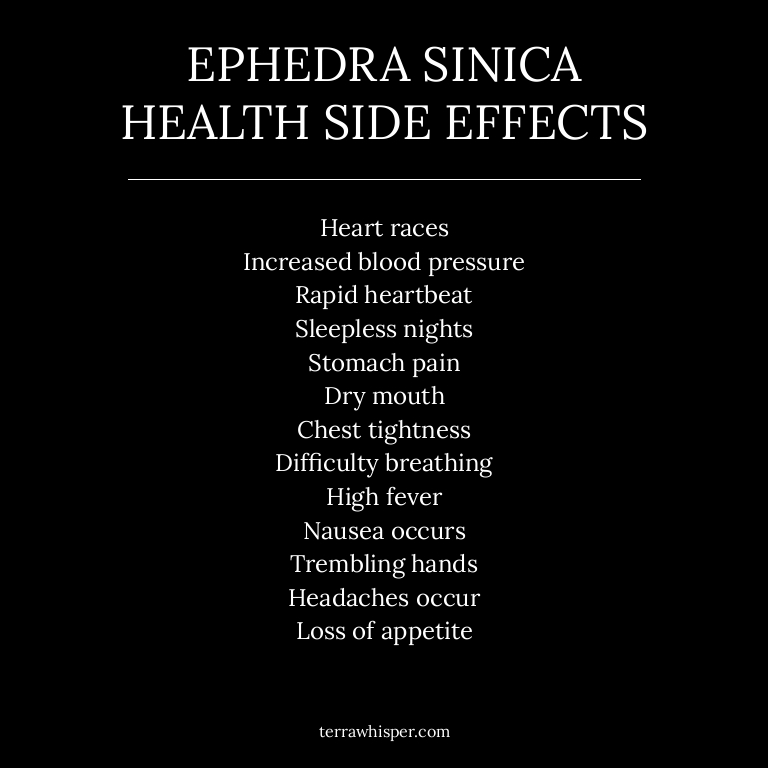 EPHEDRA SINICA
HEALTH SIDE EFFECTS
Heart races
Increased blood pressure
Rapid heartbeat
Sleepless nights
Stomach pain
Dry mouth
Chest tightness
Difficulty breathing
High fever
Nausea occurs
Trembling hands
Headaches occur
Loss of appetite
terrawhisper.com